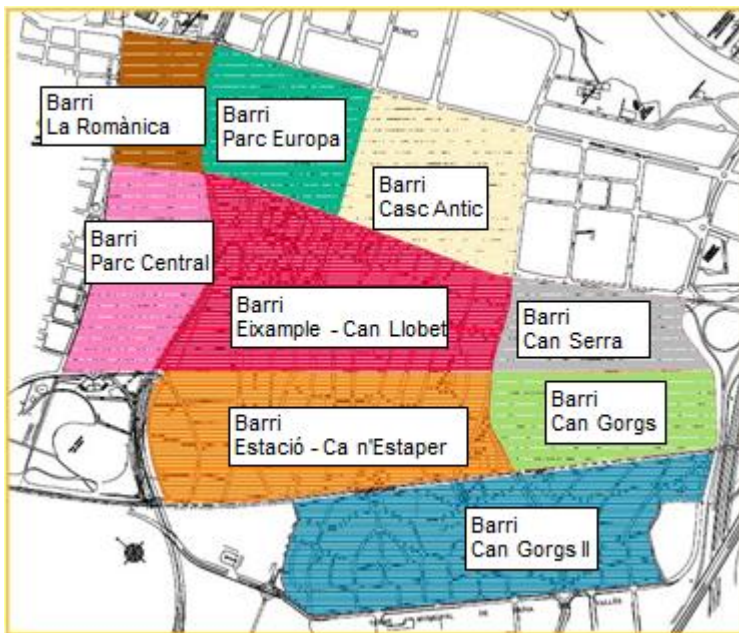 Barri
La Romànica
Barri
Parc Europa
Barri
Casc Antic
Barri
Parc Central
Barri
Eixample - Can Llobet
Barri
Can Serra
Barri
Can Gorgs
Barri
Estació - Ca n'Estaper
Barri
Can Gorgs II